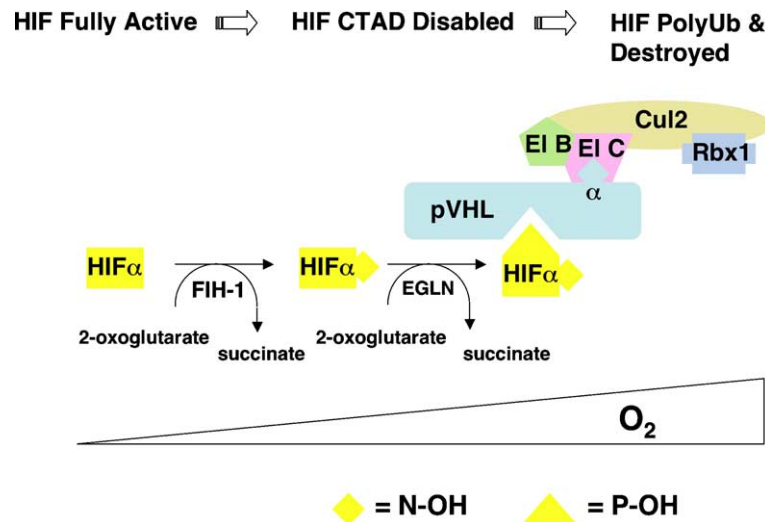 HIF Fully Active
HIF CTAD Disabled
HIF PolyUb &
Destroyed
Cul2
El B
El C
Rbx1
α
pVHL
HIFα
FIH-1
HIFα
EGLN
HIFα
2-oxoglutarate
succinate
2-oxoglutarate
succinate
O₂
= N-OH
= P-OH